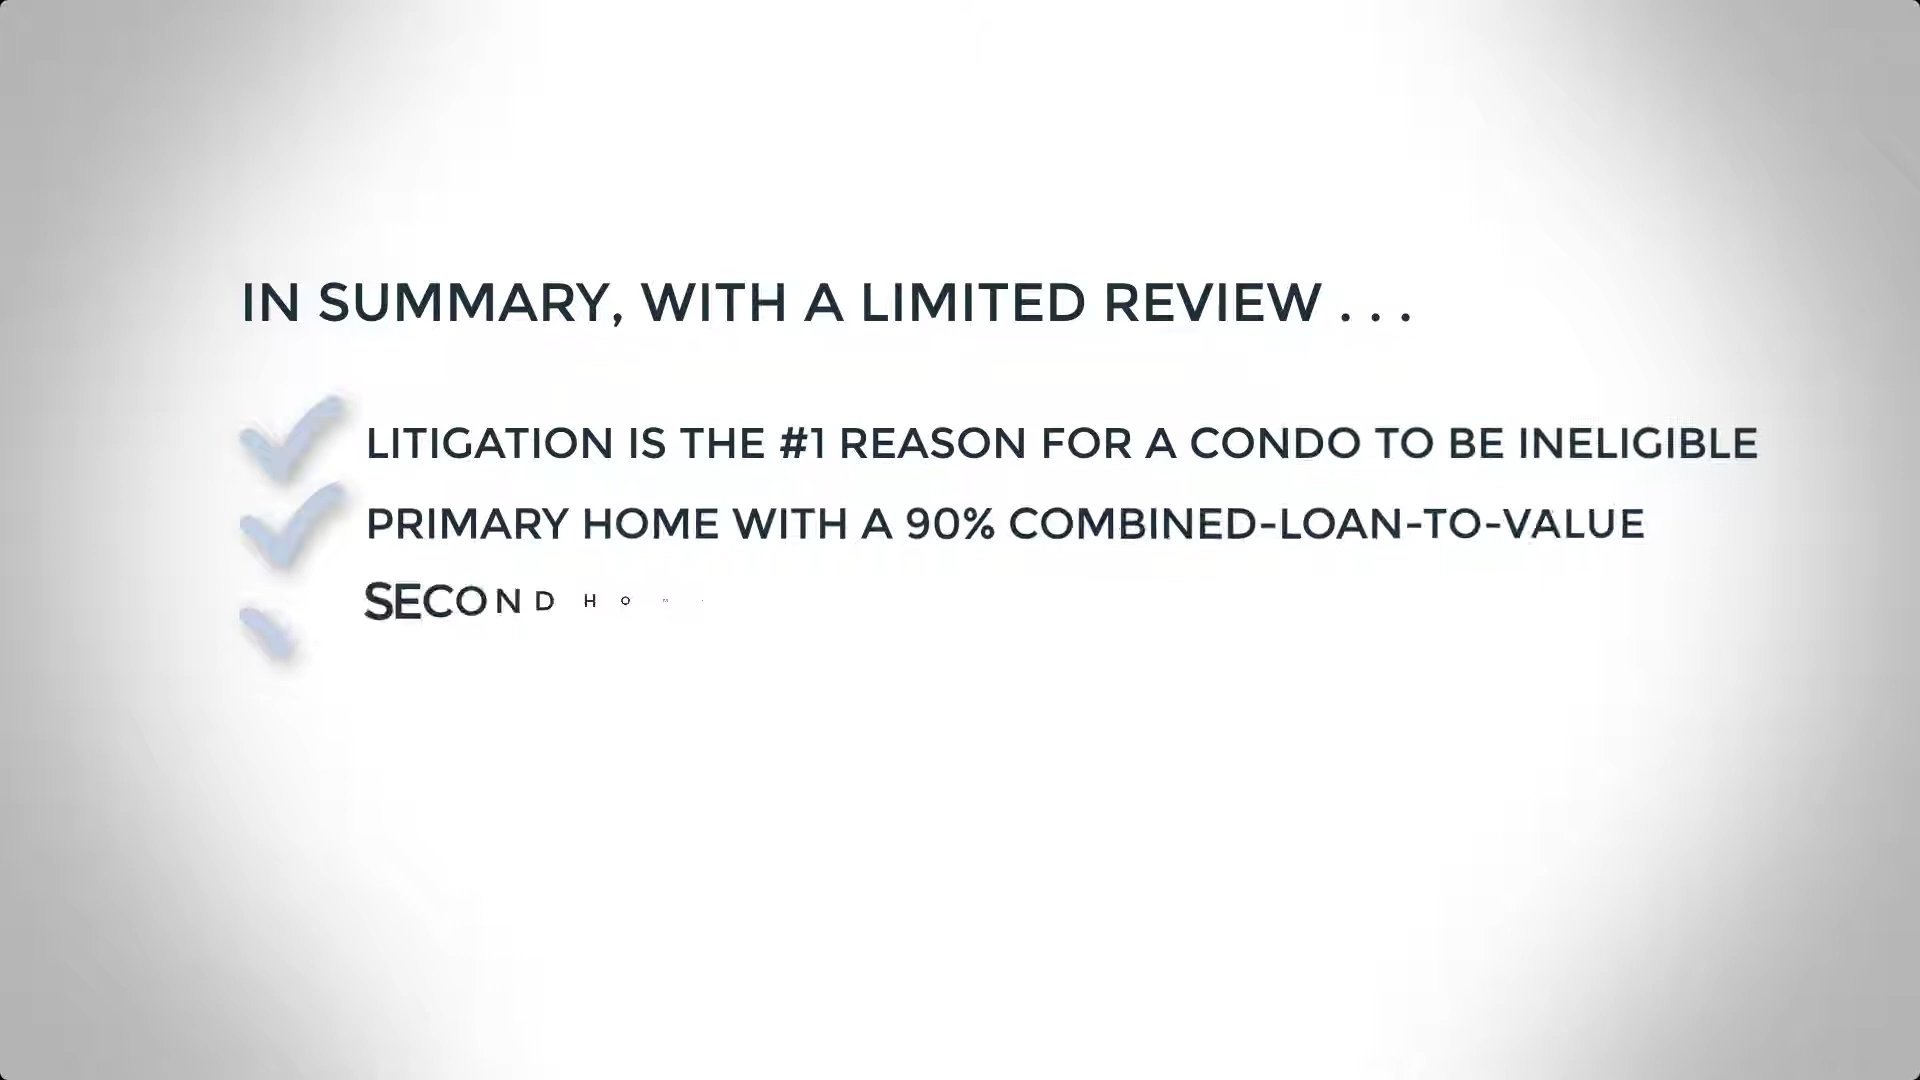 IN SUMMARY, WITH A LIMITED REVIEW . . .
LITIGATION IS THE #1 REASON FOR A CONDO TO BE INELIGIBLE
PRIMARY HOME WITH A 90% COMBINED-LOAN-TO-VALUE
SECOND